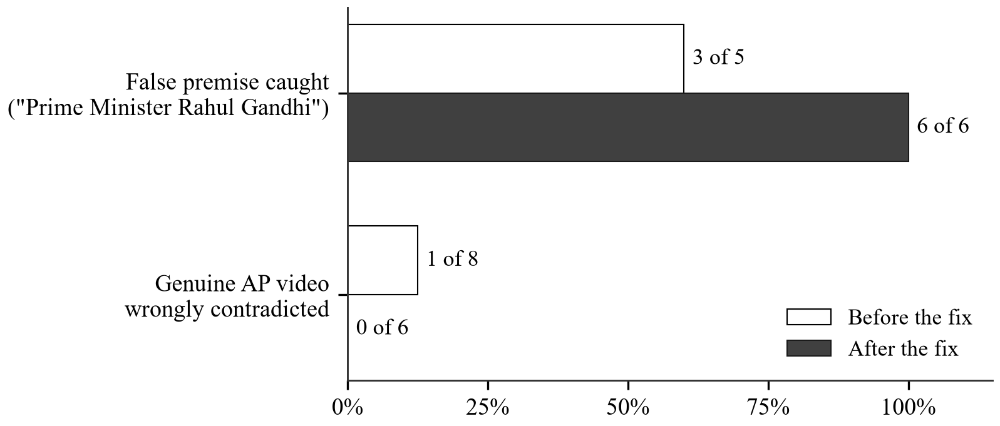 3 of 5
False premise caught
("Prime Minister Rahul Gandhi")
6 of 6
1 of 8
Genuine AP video
wrongly contradicted
0 of 6
Before the fix
After the fix
0% 25% 50% 75% 100%